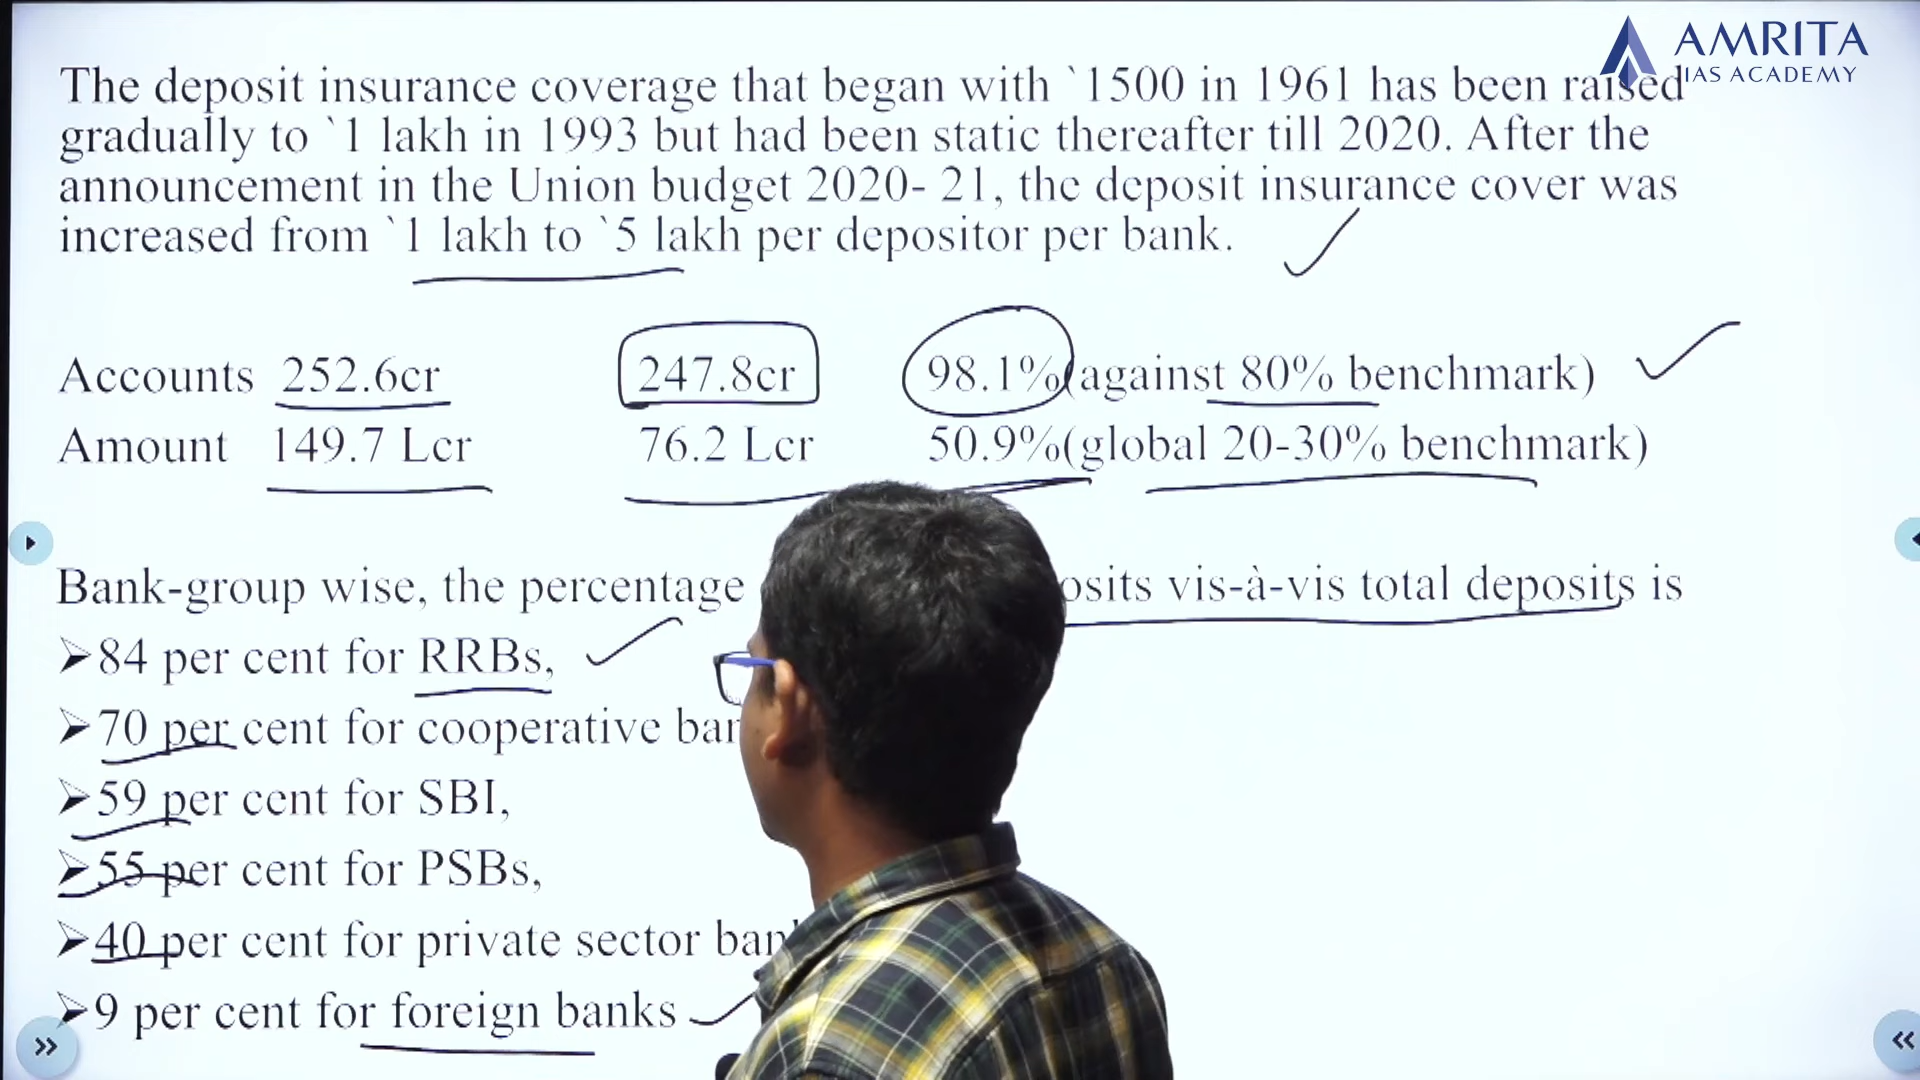 AMRITA
IAS ACADEMY
The deposit insurance coverage that began with `1500 in 1961 has been raised
gradually to `1 lakh in 1993 but had been static thereafter till 2020. After the
announcement in the Union budget 2020- 21, the deposit insurance cover was
increased from `1 lakh to `5 lakh per depositor per bank.
Accounts 252.6cr 247.8cr 98.1%(against 80% benchmark)
Amount 149.7 Lcr 76.2 Lcr 50.9%(global 20-30% benchmark)
Bank-group wise, the percentage vis-à-vis total deposits is
➢84 per cent for RRBs,
➢70 per cent for cooperative
➢59 per cent for SBI,
➢55 per cent for PSBs,
➢40 per cent for private sector
➢9 per cent for foreign banks